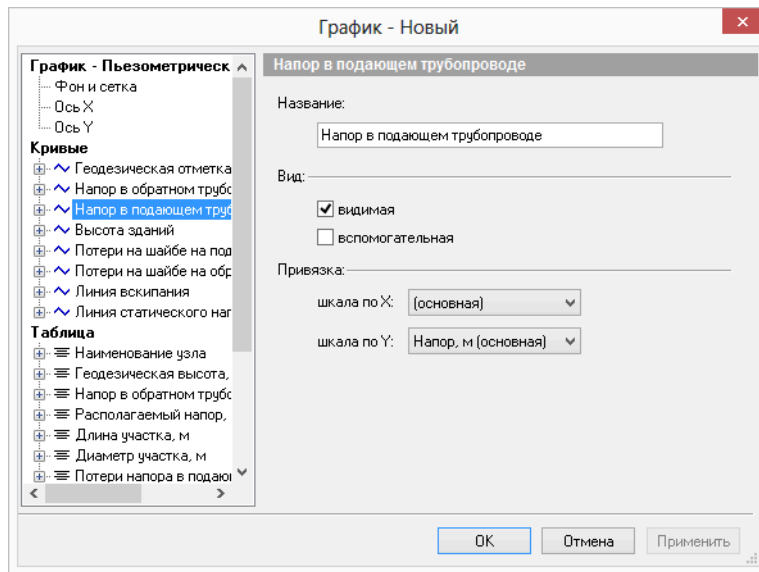 График - Новый
График - Пьезометрическ
Фон и сетка
Ось X
Ось Y
Кривые
Геодезическая отметка
Напор в обратном трубо
Напор в подающем труб
Высота зданий
Потери на шайбе на под
Потери на шайбе на обр
Линия вскипания
Линия статического нап
Таблица
Наименование узла
Геодезическая высота,
Напор в обратном трубо
Располагаемый напор,
Длина участка, м
Диаметр участка, м
Потери напора в подающ
Напор в подающем трубопроводе
Название:
Напор в подающем трубопроводе
Вид:
видимая
вспомогательная
Привязка:
шкала по X: (основная)
шкала по Y: Напор, м (основная)
OK Отмена Применить